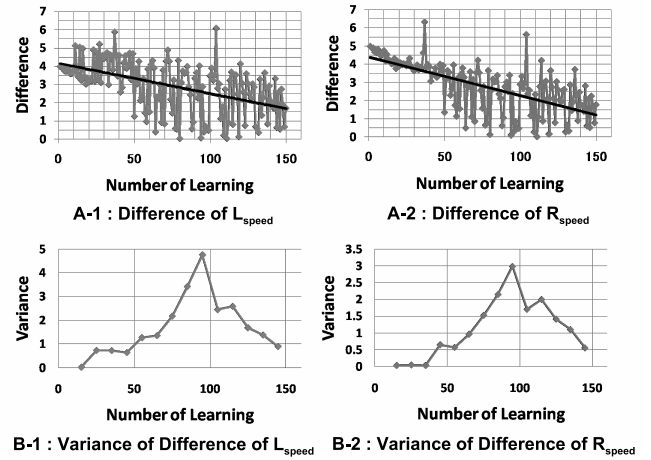 Difference
7
6
5
4
3
2
1
0
0 50 100 150
Number of Learning
A-1 : Difference of Lspeed
Difference
7
6
5
4
3
2
1
0
0 50 100 150
Number of Learning
A-2 : Difference of Rspeed
Variance
5
4
3
2
1
0
0 50 100 150
Number of Learning
B-1 : Variance of Difference of Lspeed
Variance
3.5
3
2.5
2
1.5
1
0.5
0
0 50 100 150
Number of Learning
B-2 : Variance of Difference of Rspeed